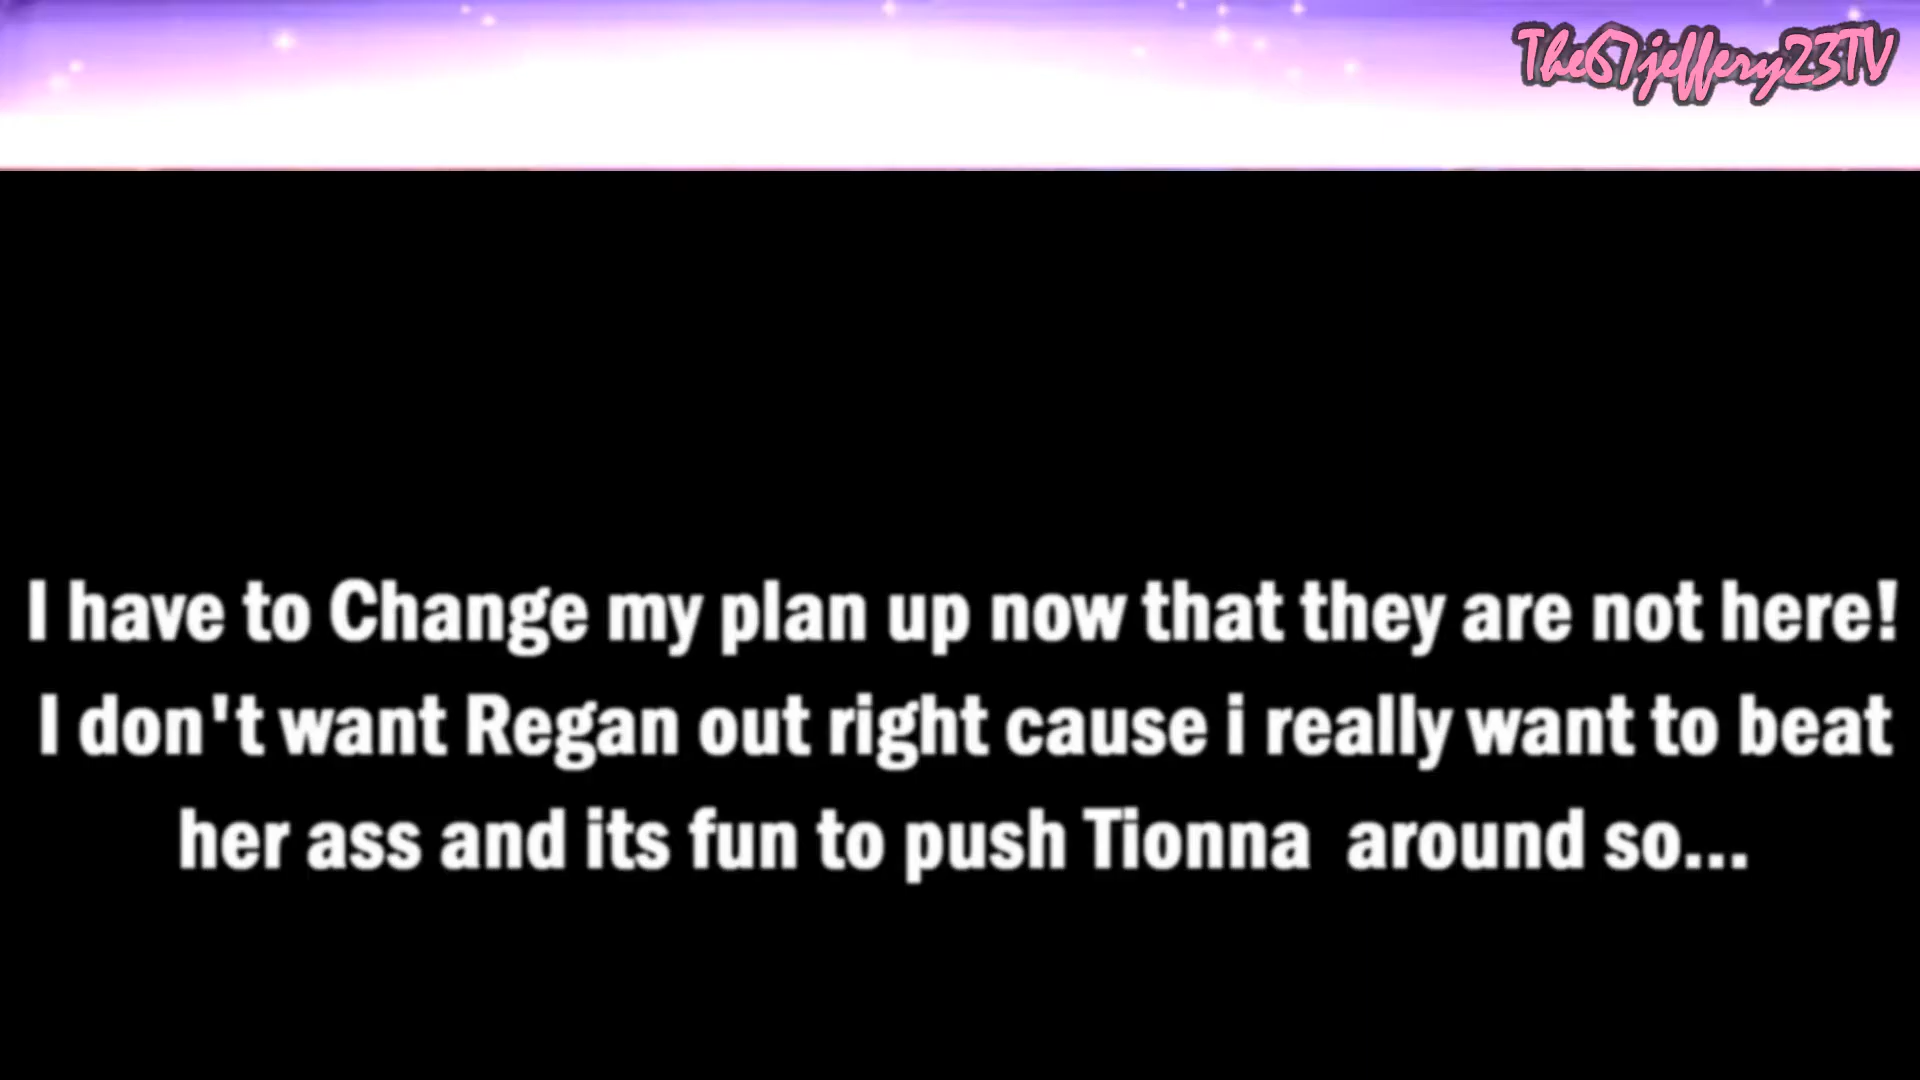 The67jeffery23TV
I have to Change my plan up now that they are not here!
I don't want Regan out right cause i really want to beat
her ass and its fun to push Tionna  around so...